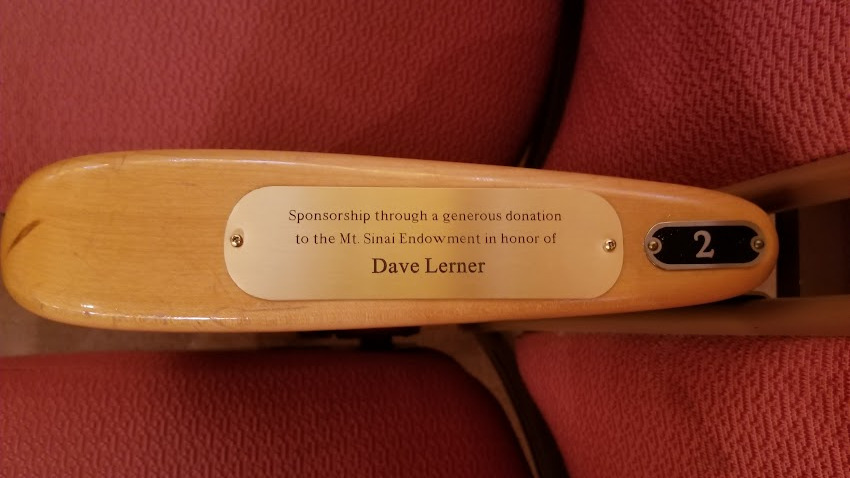 Sponsorship through a generous donation
to the Mt. Sinai Endowment in honor of
Dave Lerner
2